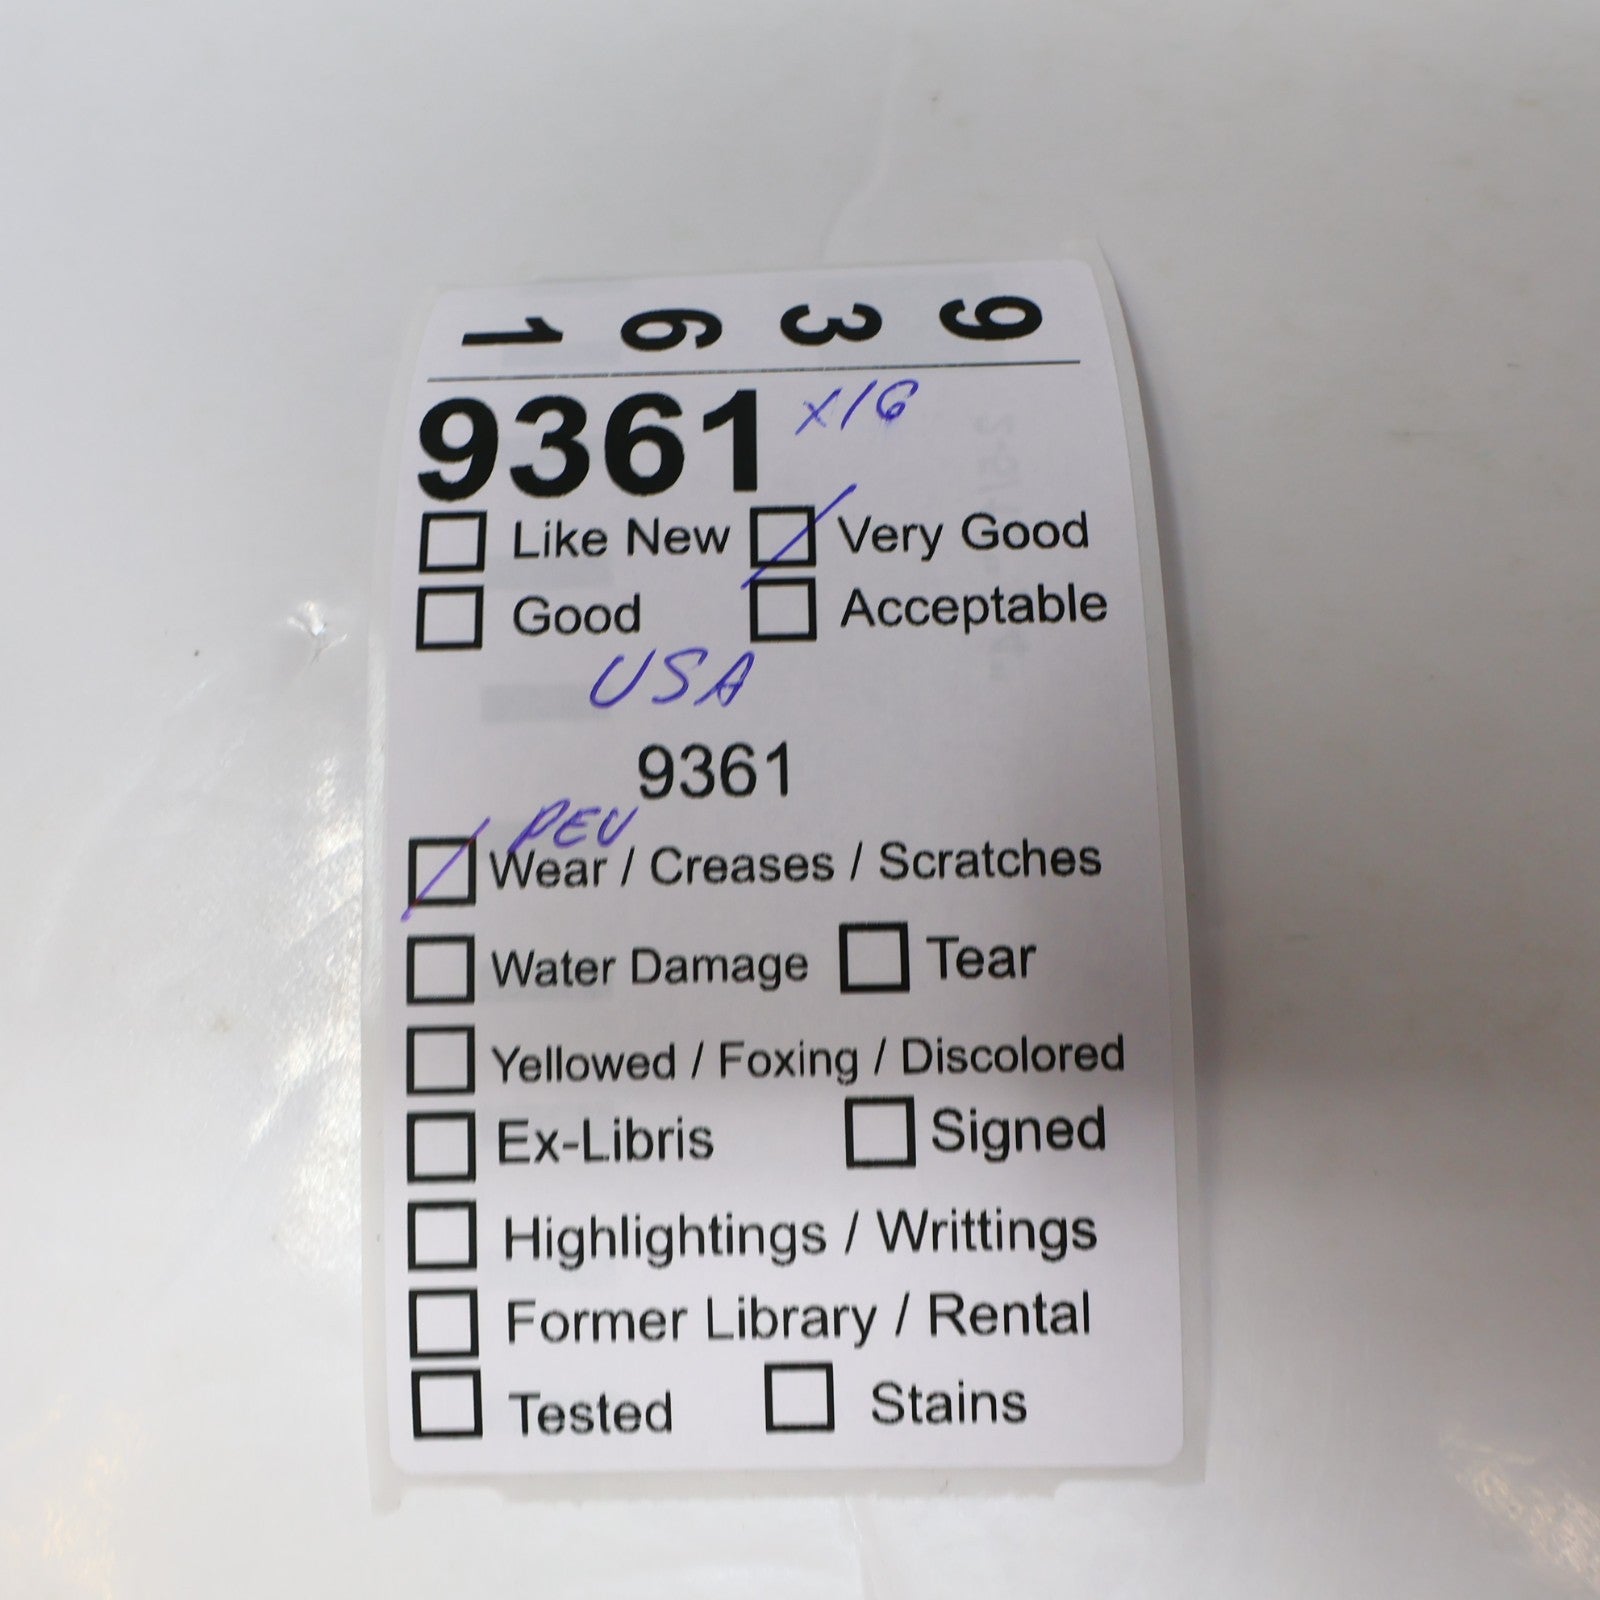 9 3 6 1
9361 X16
Like New Very Good
Good Acceptable
USA
9361
PEU
Wear / Creases / Scratches
Water Damage Tear
Yellowed / Foxing / Discolored
Ex-Libris Signed
Highlightings / Writtings
Former Library / Rental
Tested Stains